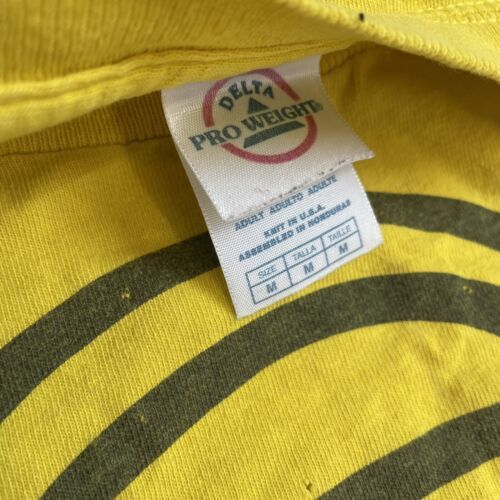 DELTA
PRO WEIGHT®
ADULT ADULTO ADULTE
KNIT IN U.S.A.
ASSEMBLED IN HONDURAS
SIZE TALLA TAILLE
M M M